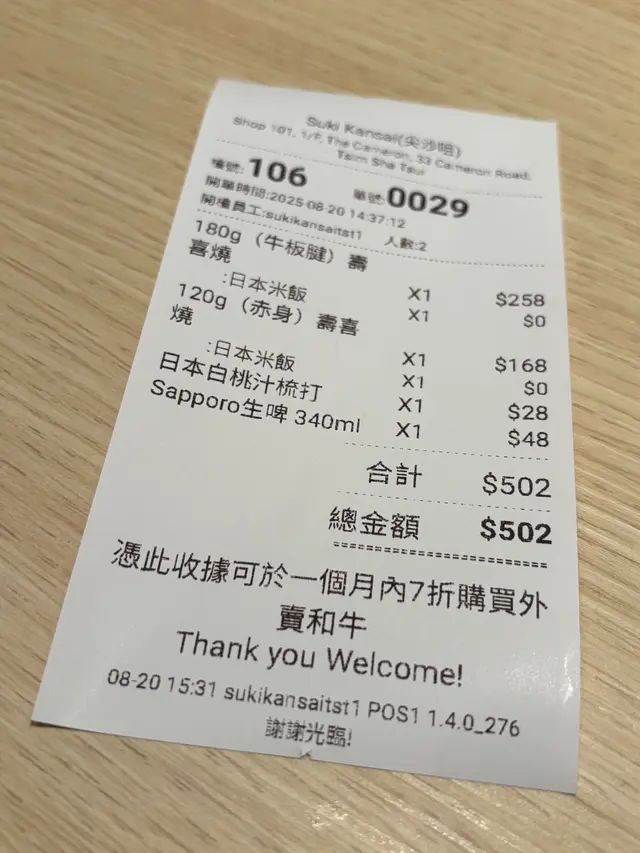 Suki Kansai(尖沙咀)
Shop 101, 1/F, The Cameron, 33 Cameron Road,
Tsim Sha Tsui
檯號:106 單號:0029
開單時間:2025-08-20 14:37:12
開檯員工:sukikansaitst1 人數:2
180g（牛板腱）壽
喜燒 X1 $258
:日本米飯 X1 $0
120g（赤身）壽喜
燒 X1 $168
:日本米飯 X1 $0
日本白桃汁梳打 X1 $28
Sapporo生啤 340ml X1 $48
合計 $502
總金額 $502
憑此收據可於一個月內7折購買外
賣和牛
Thank you Welcome!
08-20 15:31 sukikansaitst1 POS1 1.4.0_276
謝謝光臨!